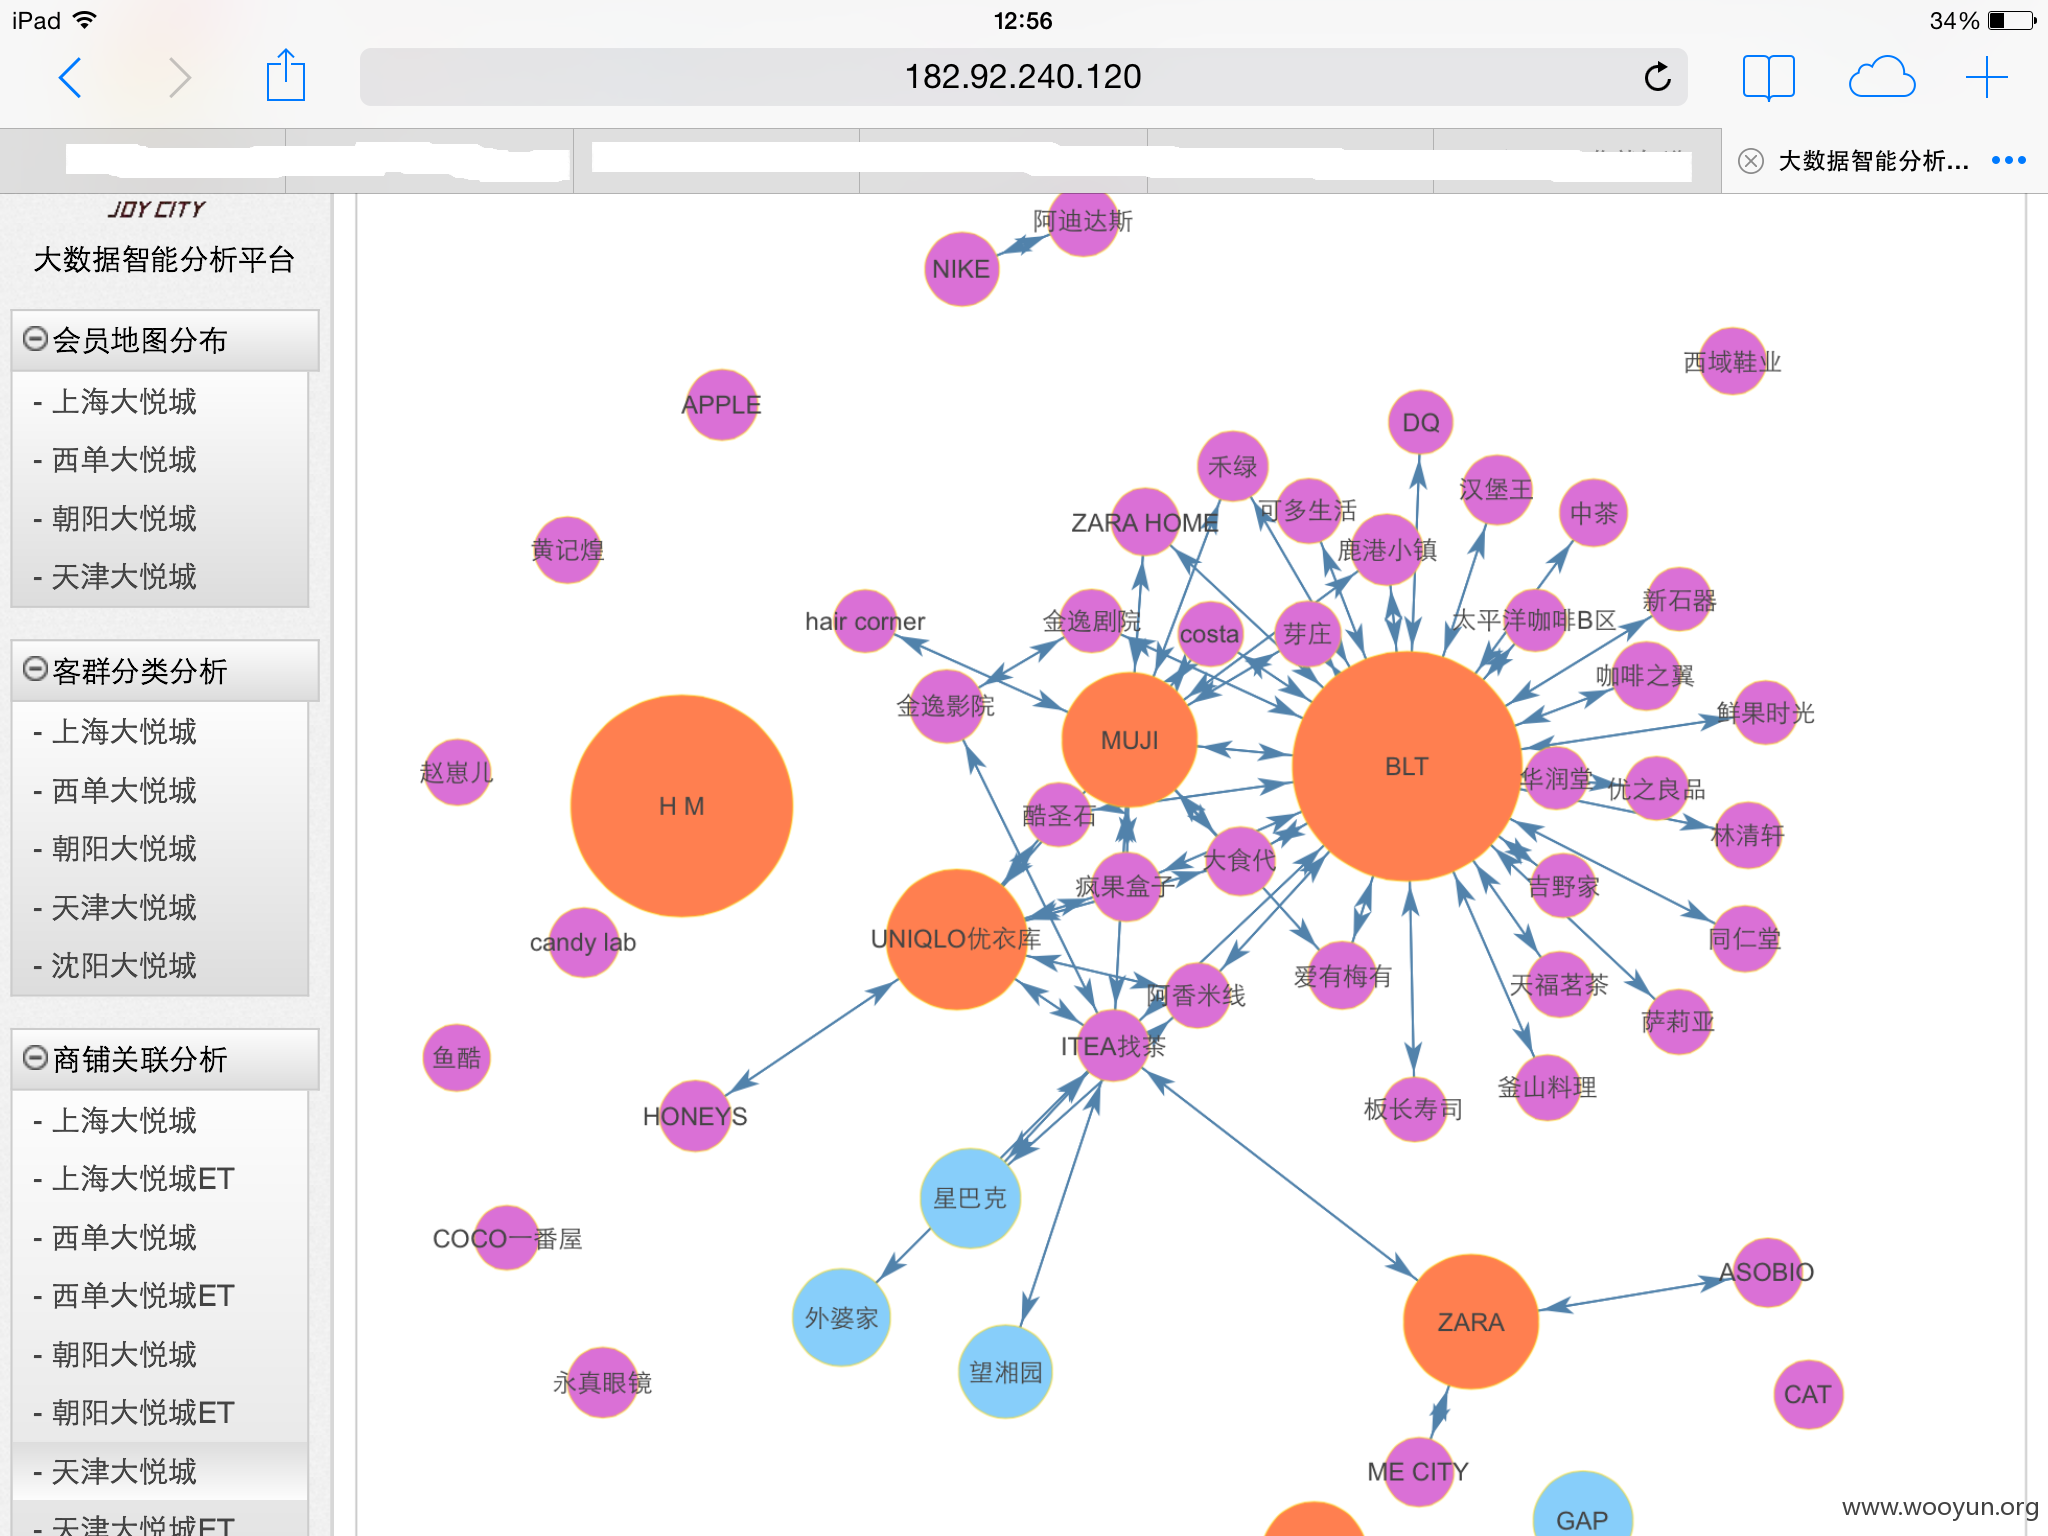 iPad
12:56
34%
182.92.240.120
大数据智能分析...
JOY CITY
大数据智能分析平台
会员地图分布
- 上海大悦城
- 西单大悦城
- 朝阳大悦城
- 天津大悦城
客群分类分析
- 上海大悦城
- 西单大悦城
- 朝阳大悦城
- 天津大悦城
- 沈阳大悦城
商铺关联分析
- 上海大悦城
- 上海大悦城ET
- 西单大悦城
- 西单大悦城ET
- 朝阳大悦城
- 朝阳大悦城ET
- 天津大悦城
- 天津大悦城ET
阿迪达斯
NIKE
西域鞋业
APPLE
DQ
禾绿
汉堡王
可多生活
中茶
ZARA HOME
鹿港小镇
黄记煌
新石器
hair corner
金逸剧院
costa
芽庄
太平洋咖啡B区
咖啡之翼
金逸影院
鲜果时光
MUJI
BLT
赵崽儿
华润堂
优之良品
H M
酷圣石
林清轩
大食代
疯果盒子
吉野家
candy lab
UNIQLO优衣库
同仁堂
爱有梅有
天福茗茶
阿香米线
萨莉亚
ITEA找茶
鱼酷
釜山料理
HONEYS
板长寿司
星巴克
COCO一番屋
ASOBIO
外婆家
ZARA
望湘园
永真眼镜
CAT
ME CITY
GAP
www.wooyun.org